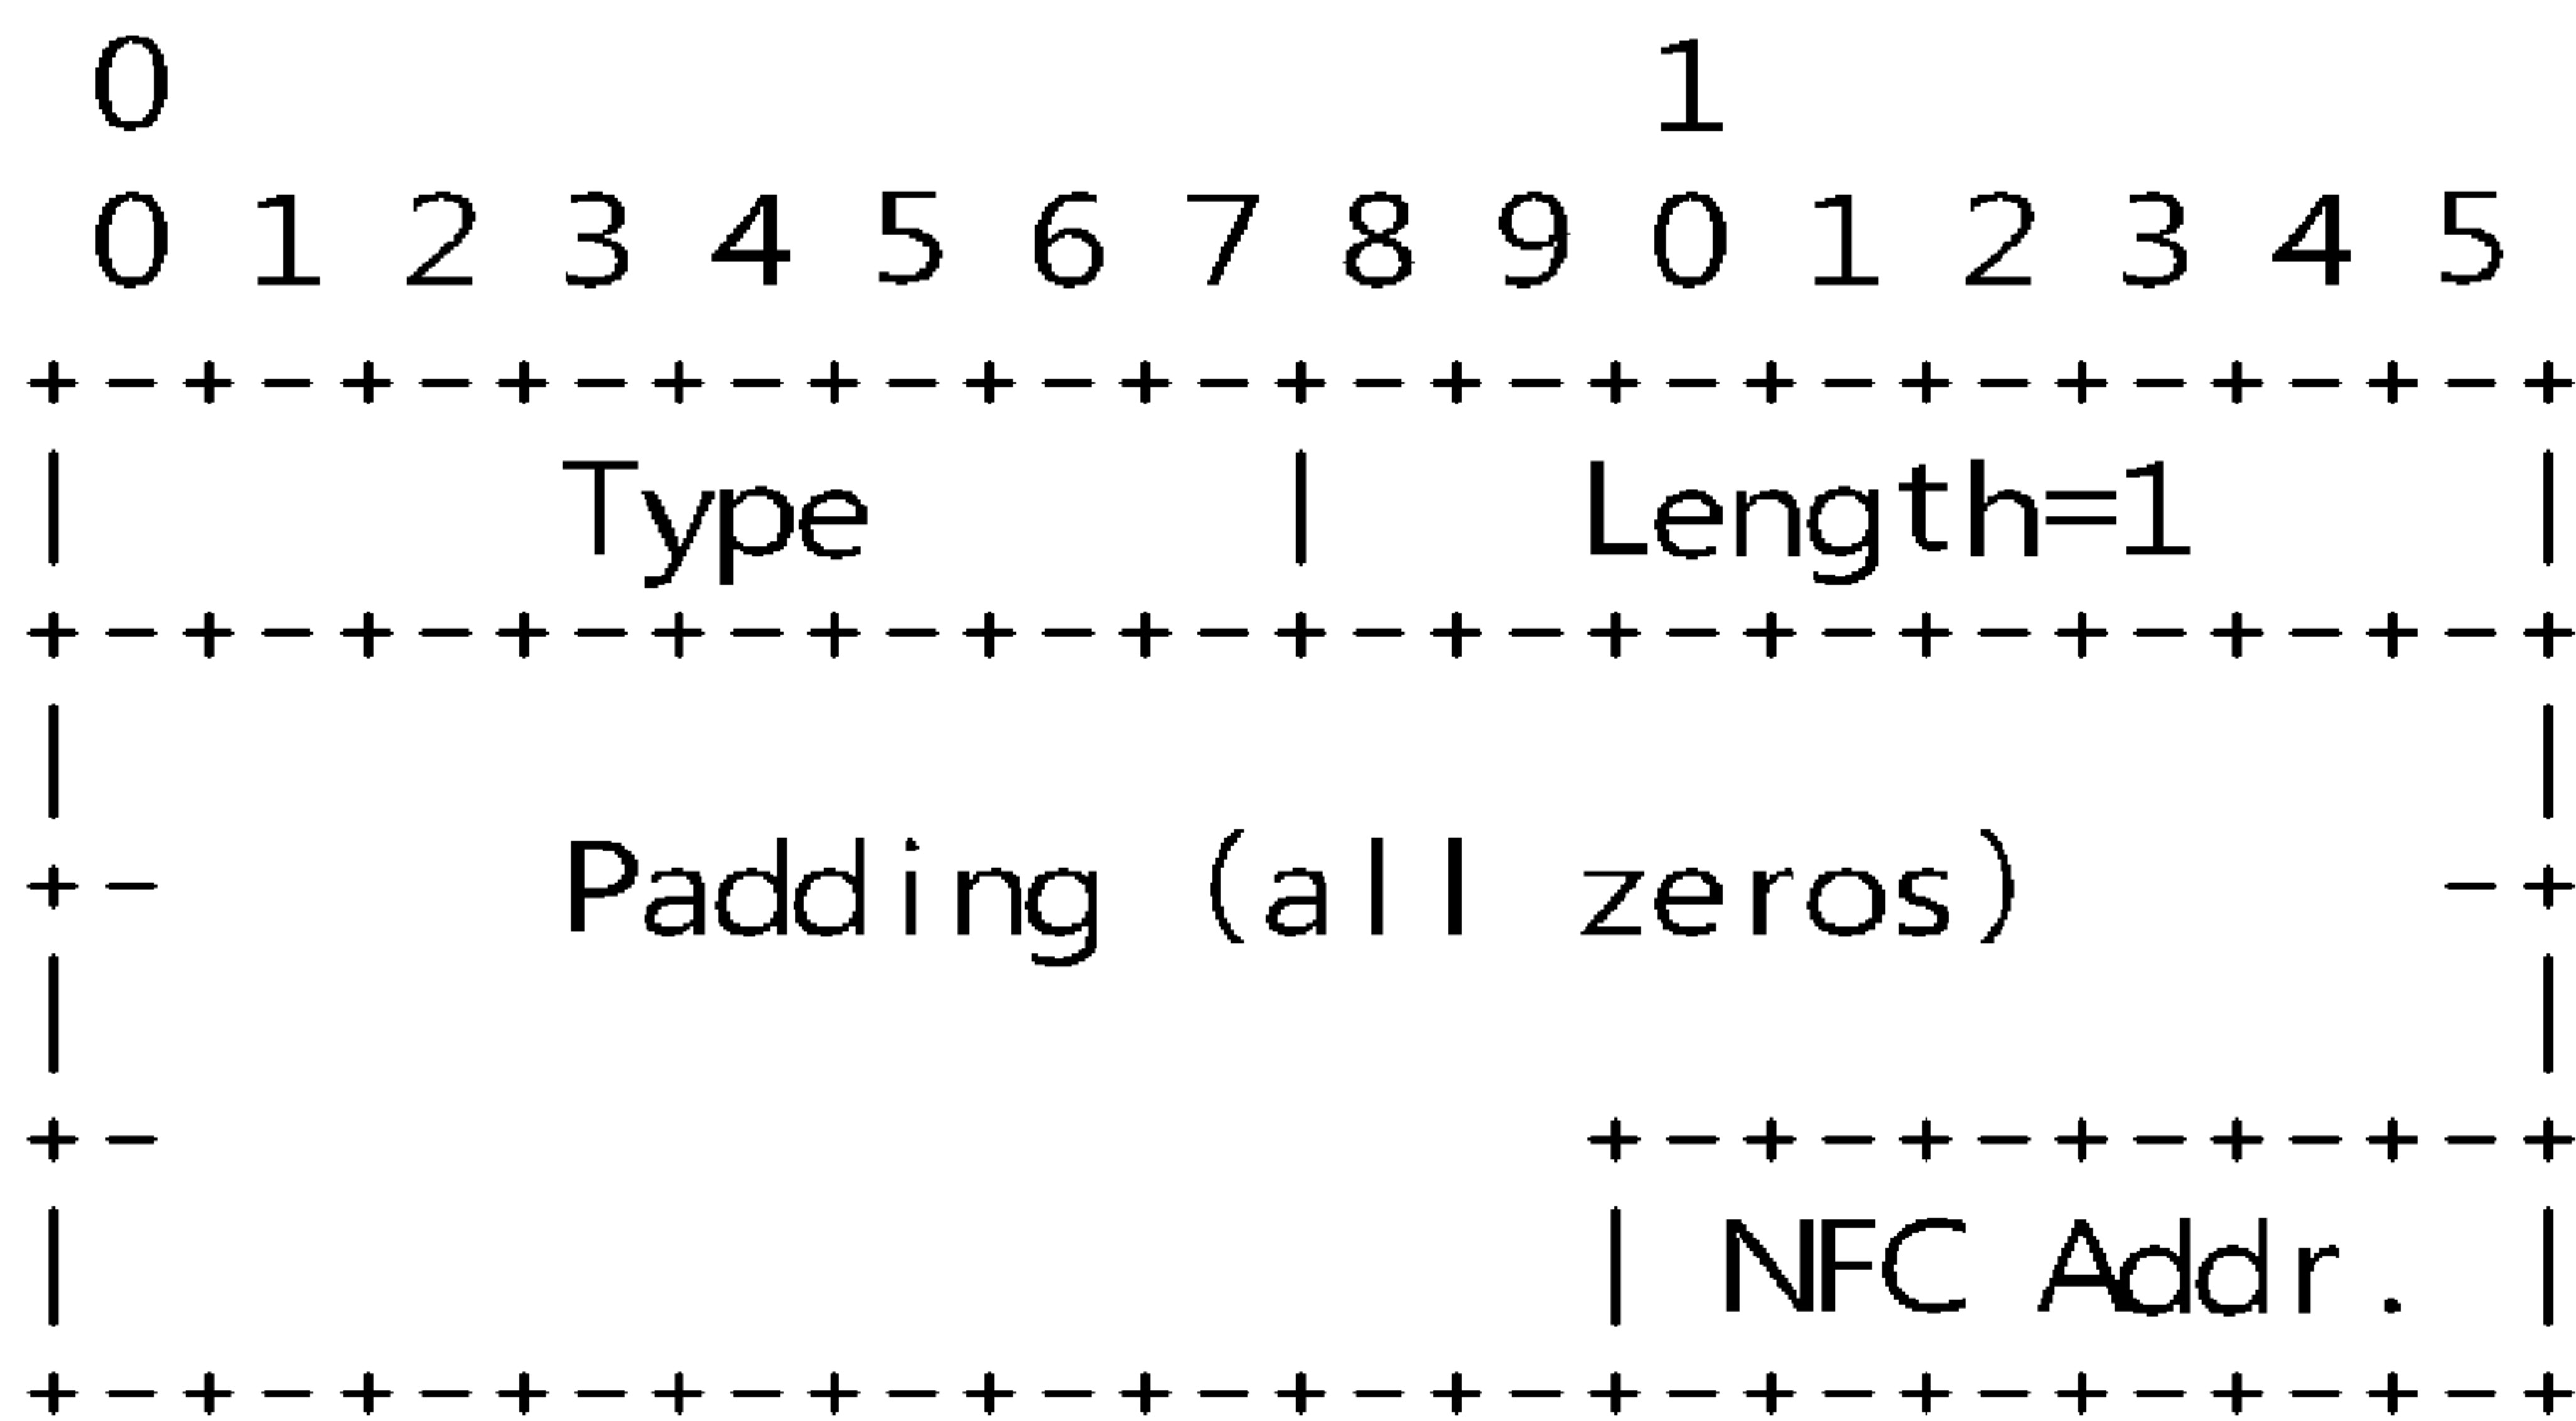 0                   1
 0 1 2 3 4 5 6 7 8 9 0 1 2 3 4 5
+-+-+-+-+-+-+-+-+-+-+-+-+-+-+-+-+
|      Type     |   Length=1    |
+-+-+-+-+-+-+-+-+-+-+-+-+-+-+-+-+
|                               |
+-     Padding (all zeros)     -+
|                               |
+-                  +-+-+-+-+-+-+
|                   | NFC Addr. |
+-+-+-+-+-+-+-+-+-+-+-+-+-+-+-+-+